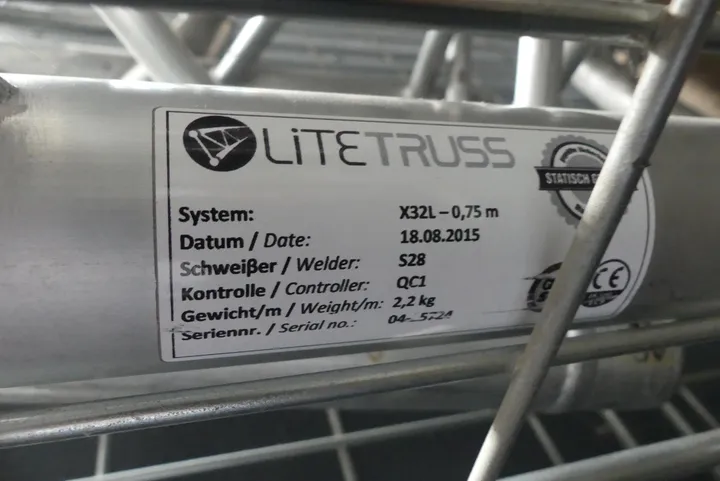 LiTETRUSS
STATISCH
System: X32L – 0,75 m
Datum / Date: 18.08.2015
Schweißer / Welder: S28
Kontrolle / Controller: QC1
Gewicht/m / Weight/m: 2,2 kg
Seriennr. / Serial no.:
CE